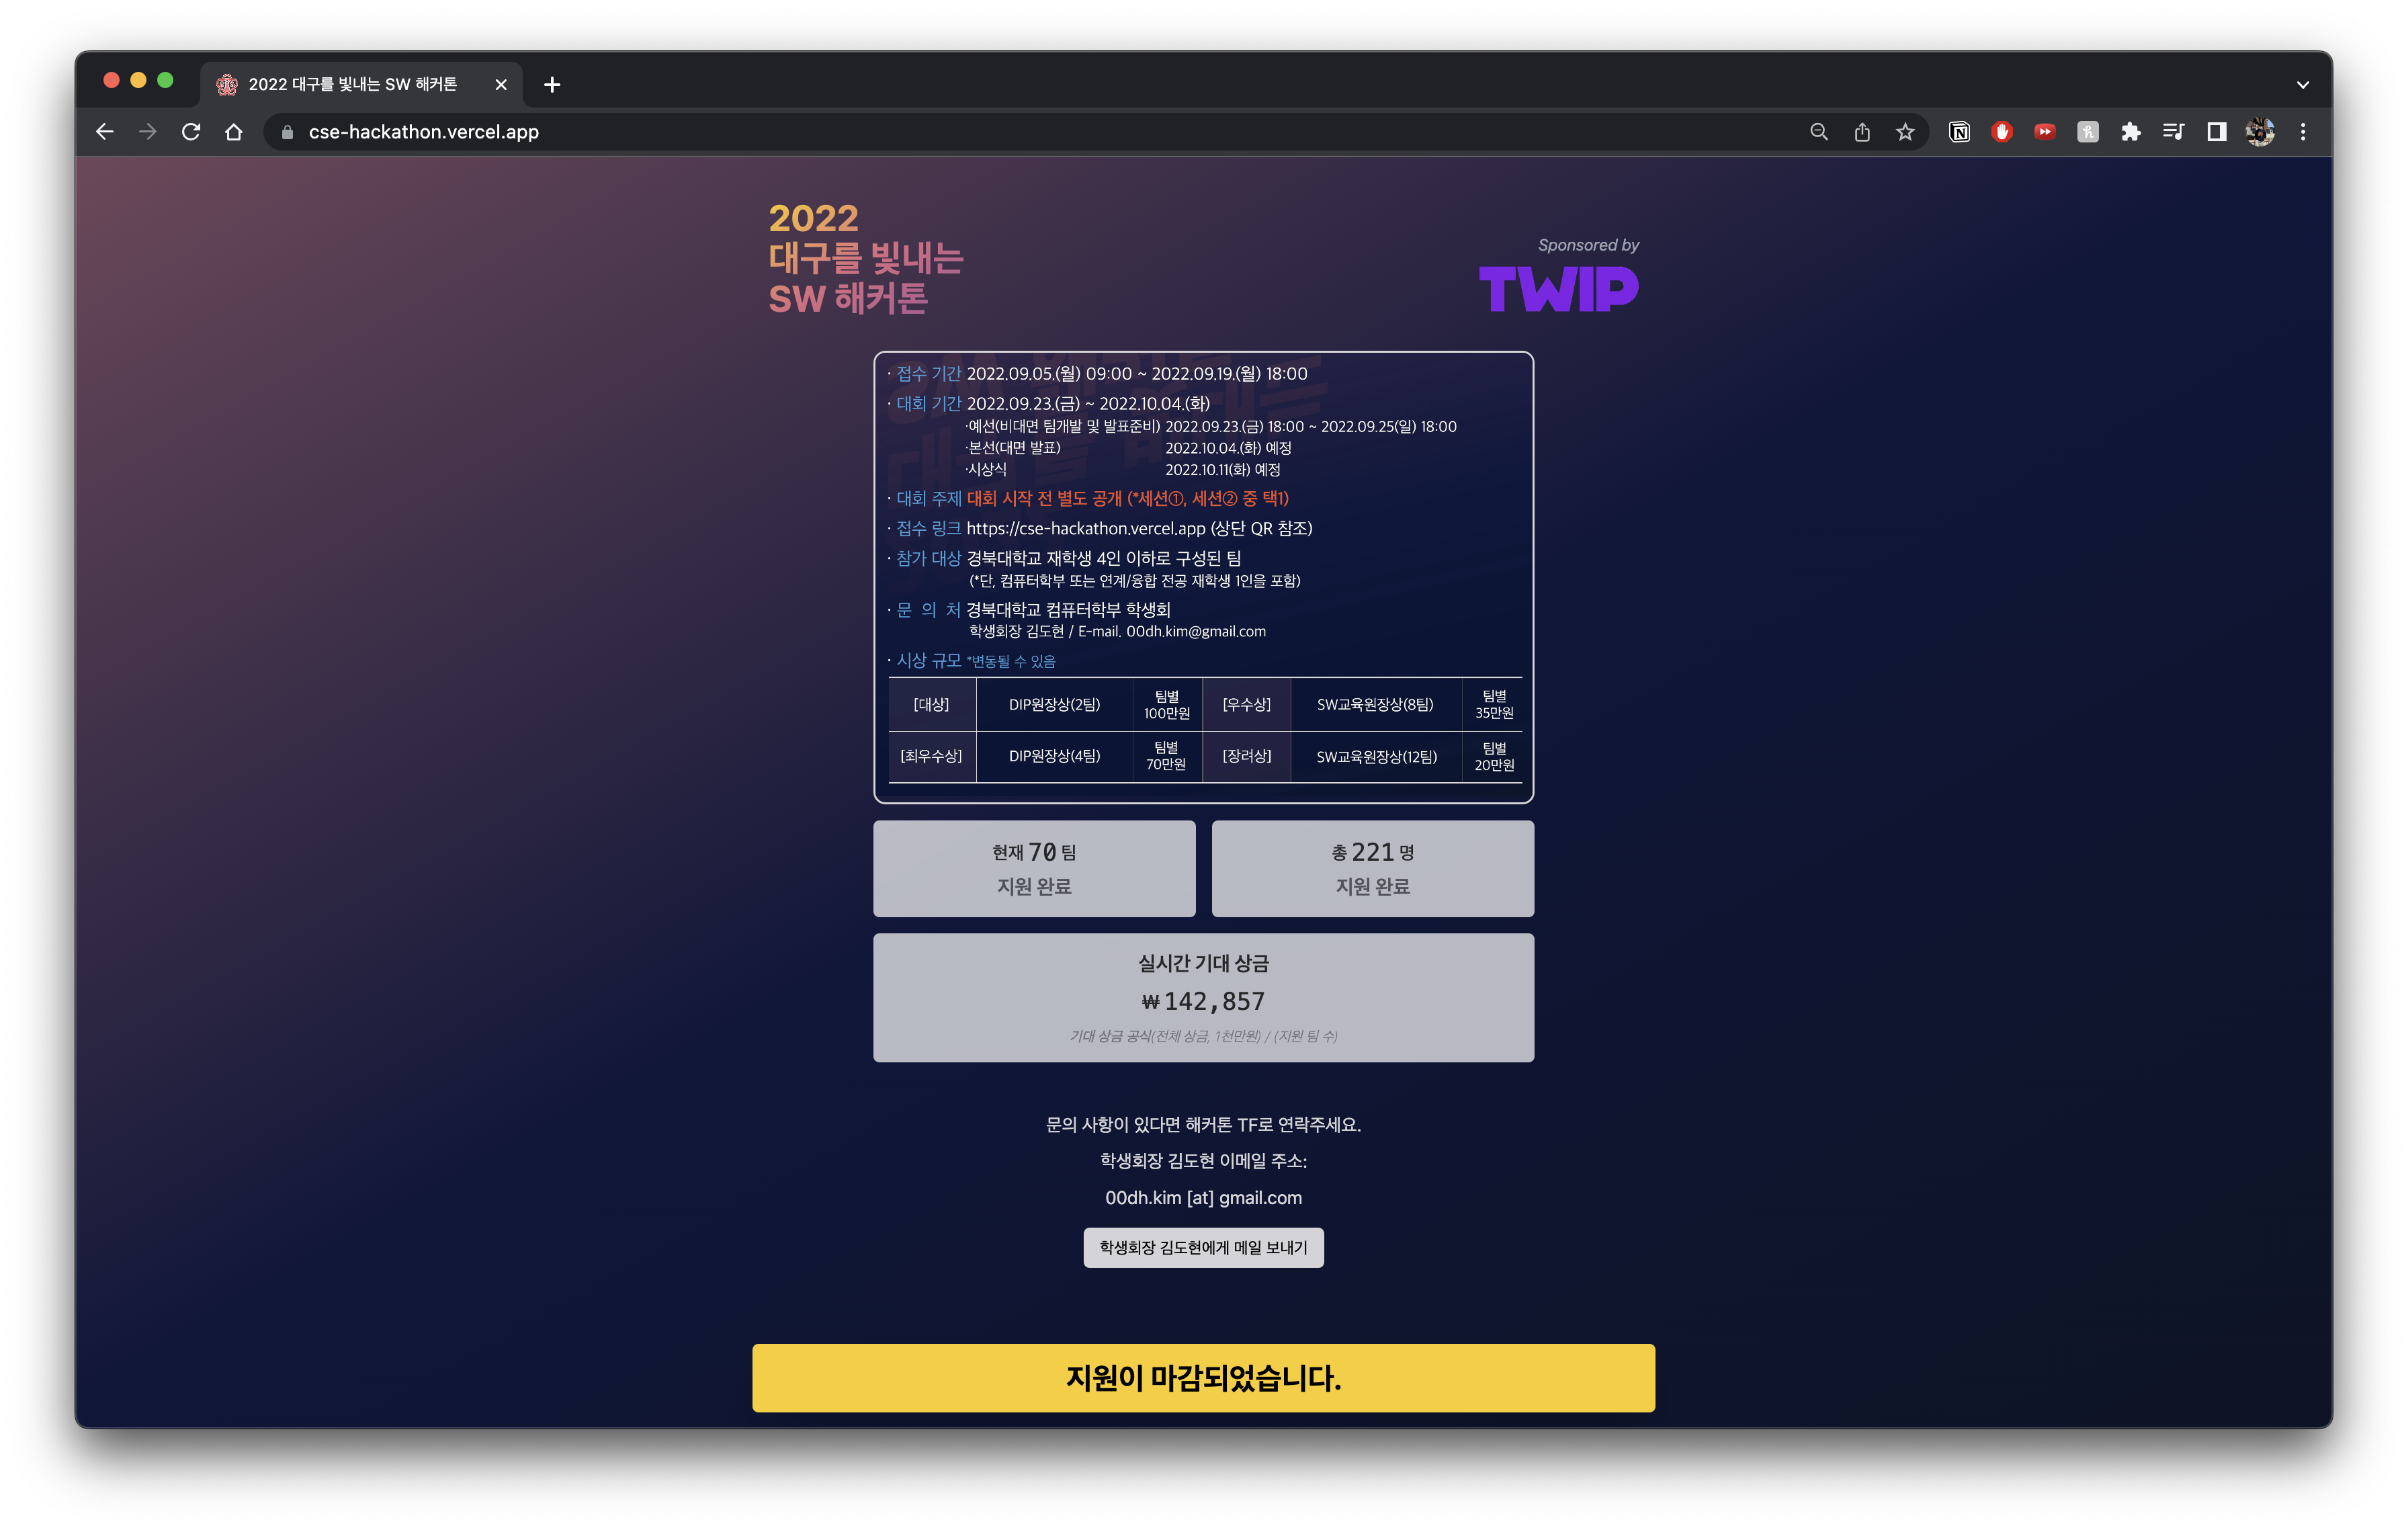 2022 대구를 빛내는 SW 해커톤
cse-hackathon.vercel.app
2022
대구를 빛내는
SW 해커톤
Sponsored by
TWIP
· 접수 기간 2022.09.05.(월) 09:00 ~ 2022.09.19.(월) 18:00
· 대회 기간 2022.09.23.(금) ~ 2022.10.04.(화)
·예선(비대면 팀개발 및 발표준비) 2022.09.23.(금) 18:00 ~ 2022.09.25(일) 18:00
·본선(대면 발표) 2022.10.04.(화) 예정
·시상식 2022.10.11(화) 예정
· 대회 주제 대회 시작 전 별도 공개 (*세션①, 세션② 중 택1)
· 접수 링크 https://cse-hackathon.vercel.app (상단 QR 참조)
· 참가 대상 경북대학교 재학생 4인 이하로 구성된 팀
(*단, 컴퓨터학부 또는 연계/융합 전공 재학생 1인을 포함)
· 문 의 처 경북대학교 컴퓨터학부 학생회
학생회장 김도현 / E-mail. 00dh.kim@gmail.com
· 시상 규모 *변동될 수 있음
[대상] DIP원장상(2팀) 팀별 100만원 [우수상] SW교육원장상(8팀) 팀별 35만원
[최우수상] DIP원장상(4팀) 팀별 70만원 [장려상] SW교육원장상(12팀) 팀별 20만원
현재 70 팀
지원 완료
총 221 명
지원 완료
실시간 기대 상금
₩142,857
기대 상금 공식(전체 상금, 1천만원) / (지원 팀 수)
문의 사항이 있다면 해커톤 TF로 연락주세요.
학생회장 김도현 이메일 주소:
00dh.kim [at] gmail.com
학생회장 김도현에게 메일 보내기
지원이 마감되었습니다.